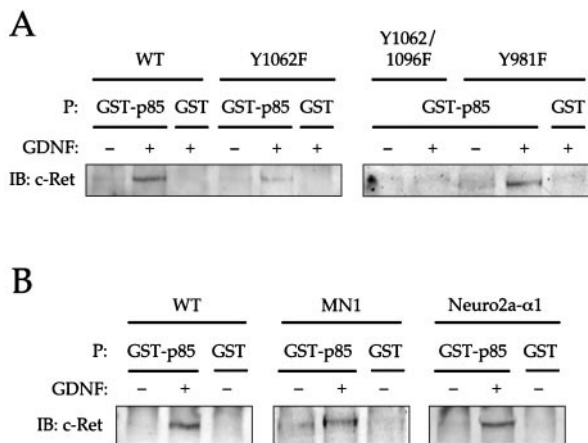 A
Y1062/
1096F
WT Y1062F Y981F
P: GST-p85 GST GST-p85 GST GST-p85 GST
GDNF: – + + – + + – + – + +
IB: c-Ret
B
WT MN1 Neuro2a-α1
P: GST-p85 GST GST-p85 GST GST-p85 GST
GDNF: – + – – + – – + –
IB: c-Ret